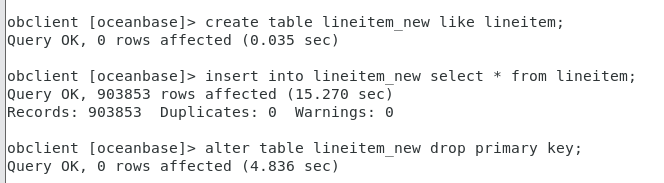 obclient [oceanbase]> create table lineitem_new like lineitem;
Query OK, 0 rows affected (0.035 sec)
obclient [oceanbase]> insert into lineitem_new select * from lineitem;
Query OK, 903853 rows affected (15.270 sec)
Records: 903853  Duplicates: 0  Warnings: 0
obclient [oceanbase]> alter table lineitem_new drop primary key;
Query OK, 0 rows affected (4.836 sec)